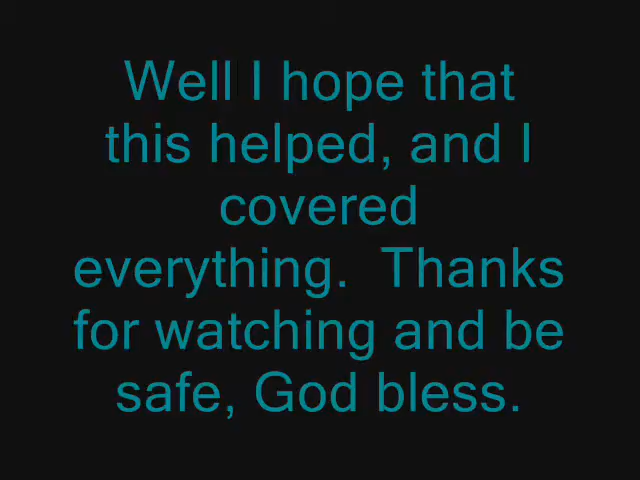 Well I hope that
this helped, and I
covered
everything.  Thanks
for watching and be
safe, God bless.